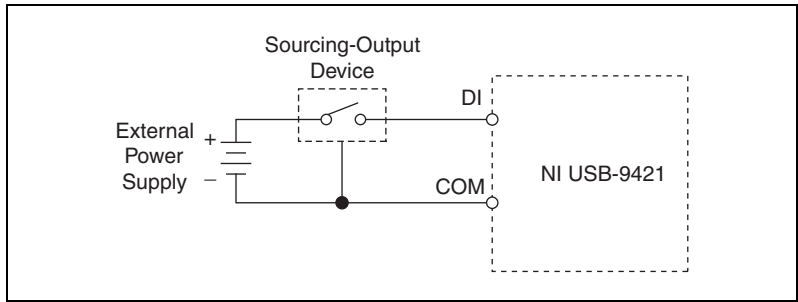 Sourcing-Output
Device
DI
External
Power
Supply
+
–
COM
NI USB-9421